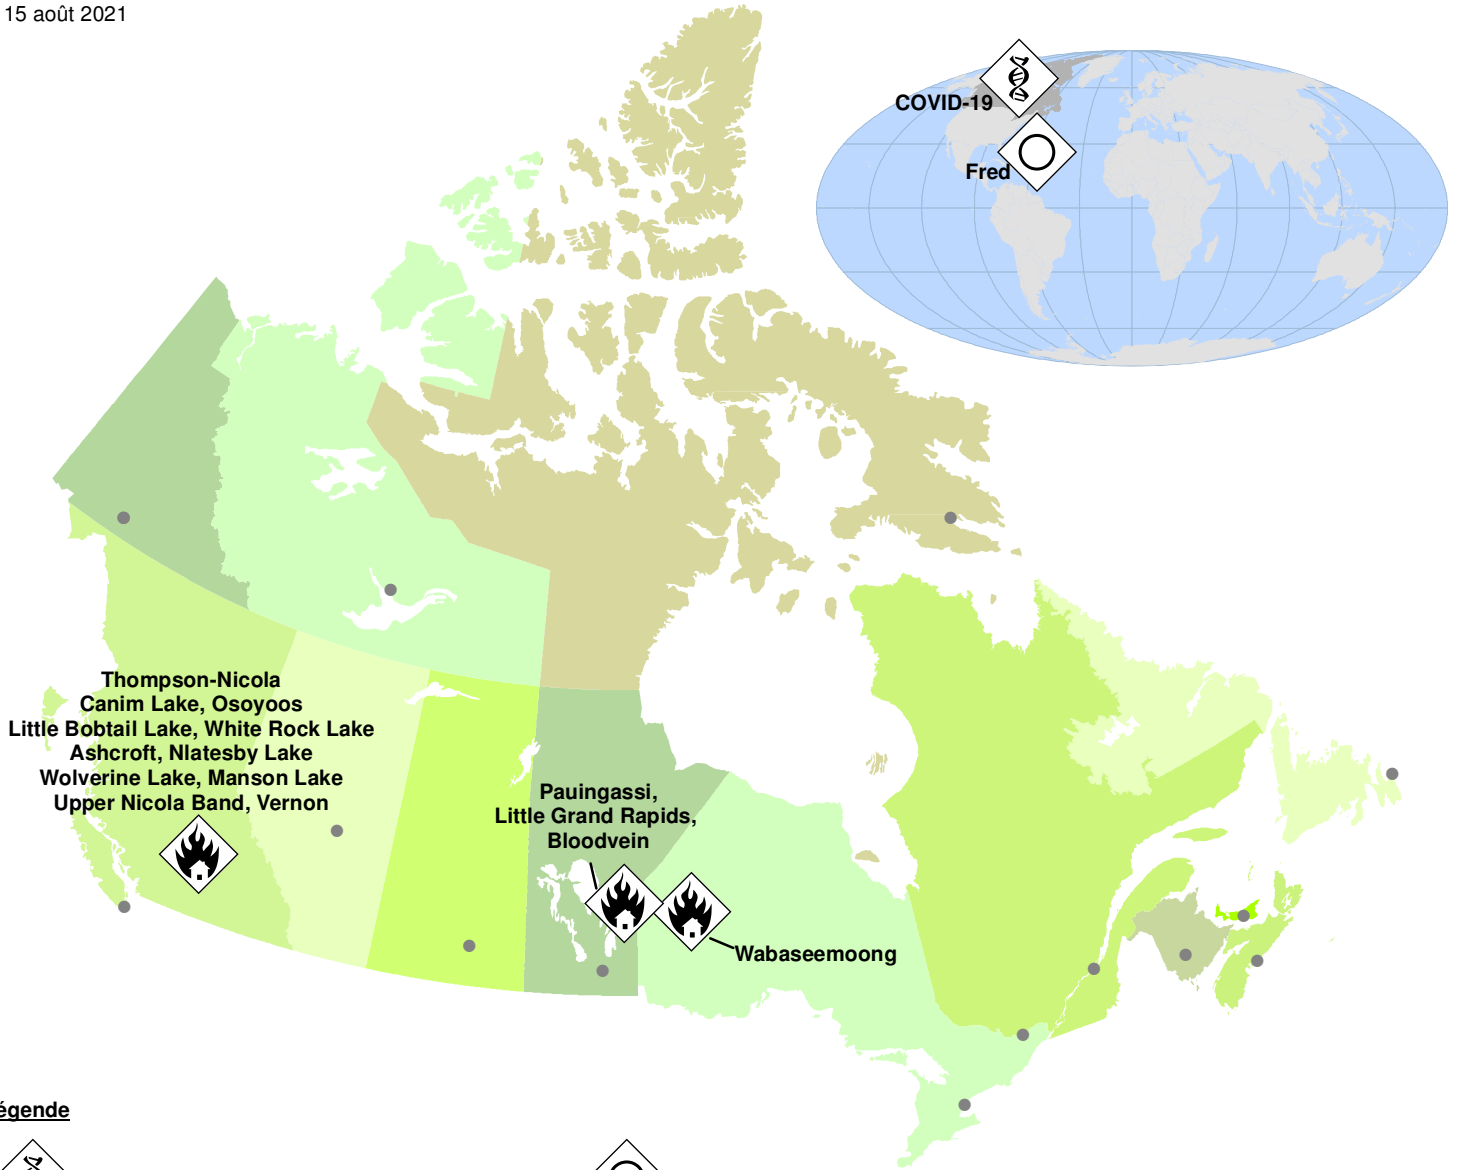 15 août 2021
COVID-19
Fred
Thompson-Nicola
Canim Lake, Osoyoos
Little Bobtail Lake, White Rock Lake
Ashcroft, Nlatesby Lake
Wolverine Lake, Manson Lake
Upper Nicola Band, Vernon
Pauingassi,
Little Grand Rapids,
Bloodvein
Wabaseemoong
égende